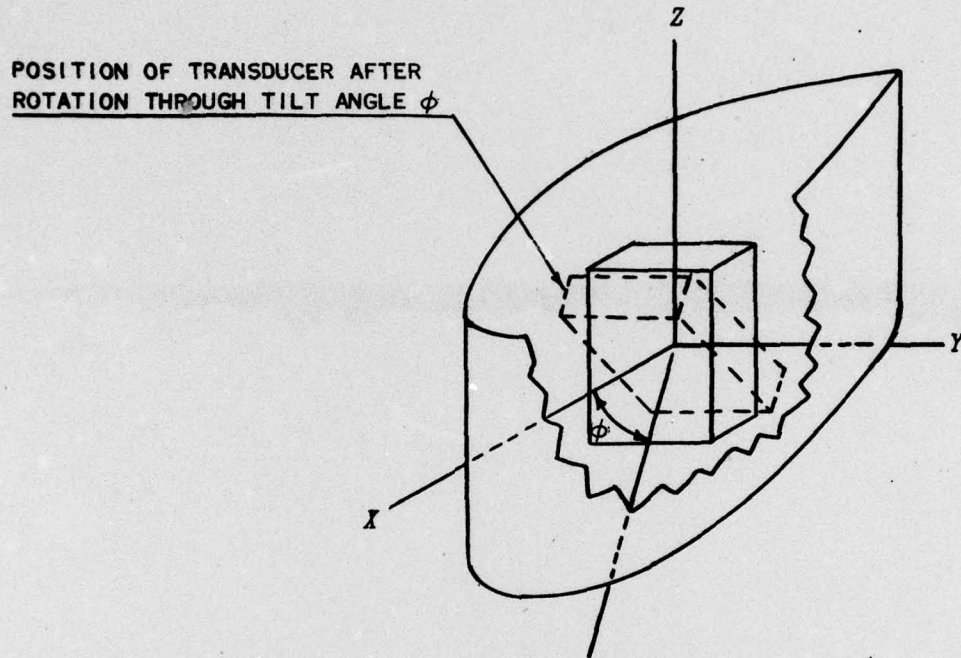 Z
POSITION OF TRANSDUCER AFTER
ROTATION THROUGH TILT ANGLE ϕ
Y
ϕ
X